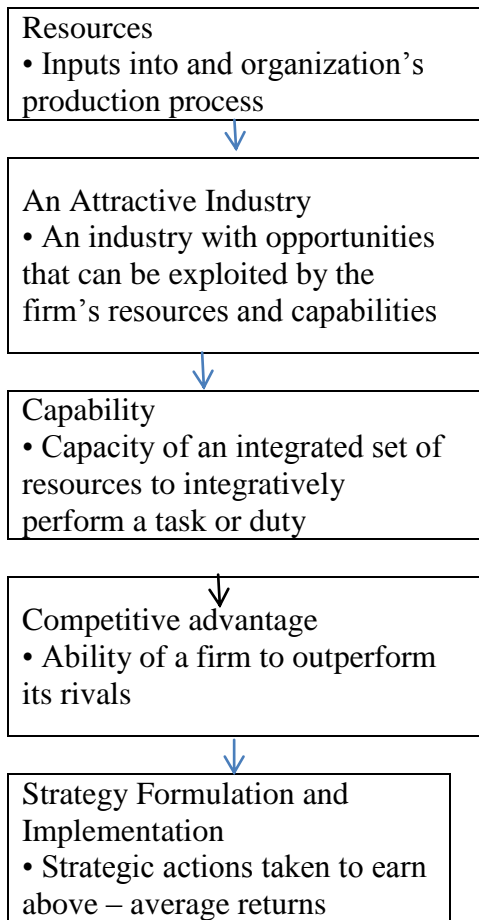 Resources
• Inputs into and organization’s
production process
An Attractive Industry
• An industry with opportunities
that can be exploited by the
firm’s resources and capabilities
Capability
• Capacity of an integrated set of
resources to integratively
perform a task or duty
Competitive advantage
• Ability of a firm to outperform
its rivals
Strategy Formulation and
Implementation
• Strategic actions taken to earn
above – average returns